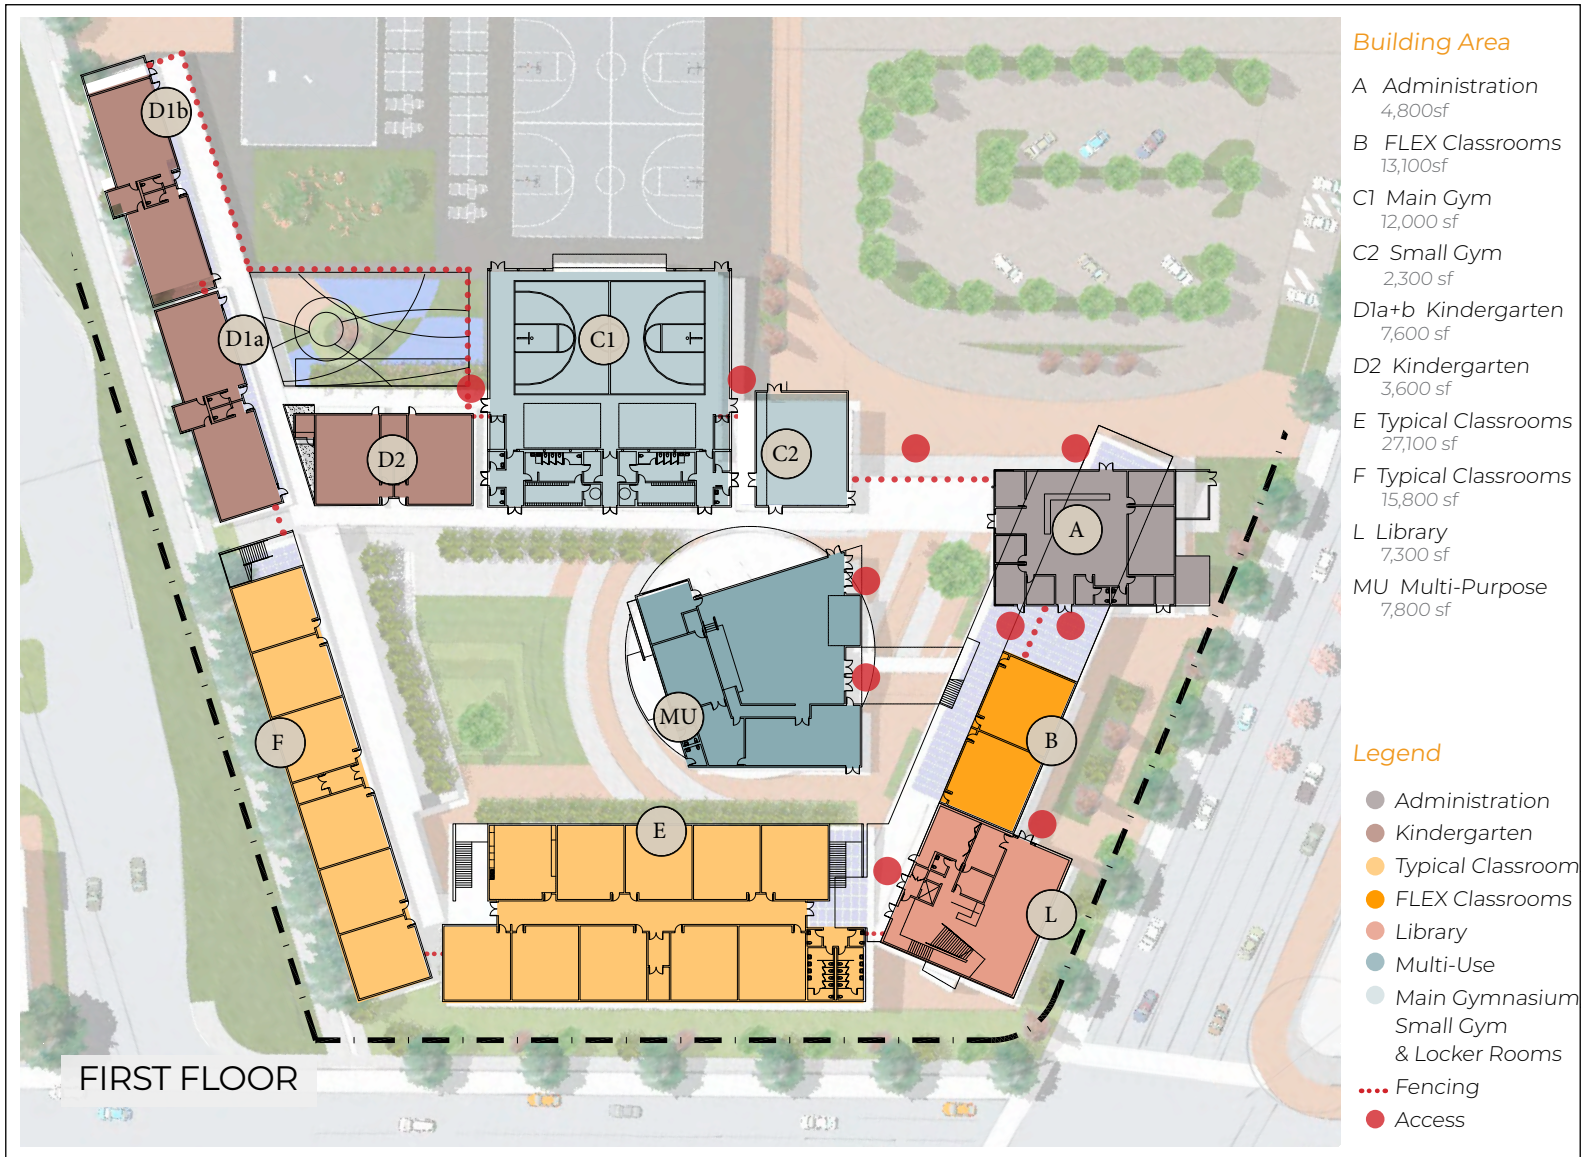 D1b
D1a
C1
D2
C2
A
MU
F
B
E
L
FIRST FLOOR
Building Area
A Administration
4,800sf
B FLEX Classrooms
13,100sf
C1 Main Gym
12,000 sf
C2 Small Gym
2,300 sf
D1a+b Kindergarten
7,600 sf
D2 Kindergarten
3,600 sf
E Typical Classrooms
27,100 sf
F Typical Classrooms
15,800 sf
L Library
7,300 sf
MU Multi-Purpose
7,800 sf
Legend
Administration
Kindergarten
Typical Classroom
FLEX Classrooms
Library
Multi-Use
Main Gymnasium
Small Gym
& Locker Rooms
Fencing
Access